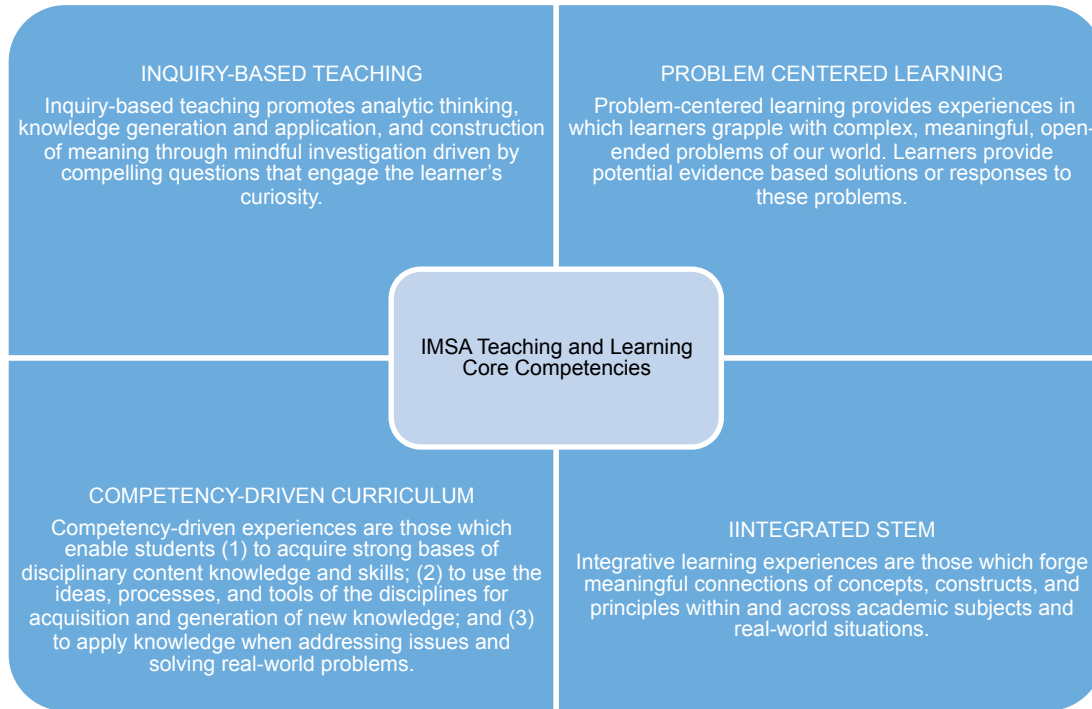 INQUIRY-BASED TEACHING
Inquiry-based teaching promotes analytic thinking,
knowledge generation and application, and construction
of meaning through mindful investigation driven by
compelling questions that engage the learner's
curiosity.
PROBLEM CENTERED LEARNING
Problem-centered learning provides experiences in
which learners grapple with complex, meaningful, open-
ended problems of our world. Learners provide
potential evidence based solutions or responses to
these problems.
IMSA Teaching and Learning
Core Competencies
COMPETENCY-DRIVEN CURRICULUM
Competency-driven experiences are those which
enable students (1) to acquire strong bases of
disciplinary content knowledge and skills; (2) to use the
ideas, processes, and tools of the disciplines for
acquisition and generation of new knowledge; and (3)
to apply knowledge when addressing issues and
solving real-world problems.
IINTEGRATED STEM
Integrative learning experiences are those which forge
meaningful connections of concepts, constructs, and
principles within and across academic subjects and
real-world situations.